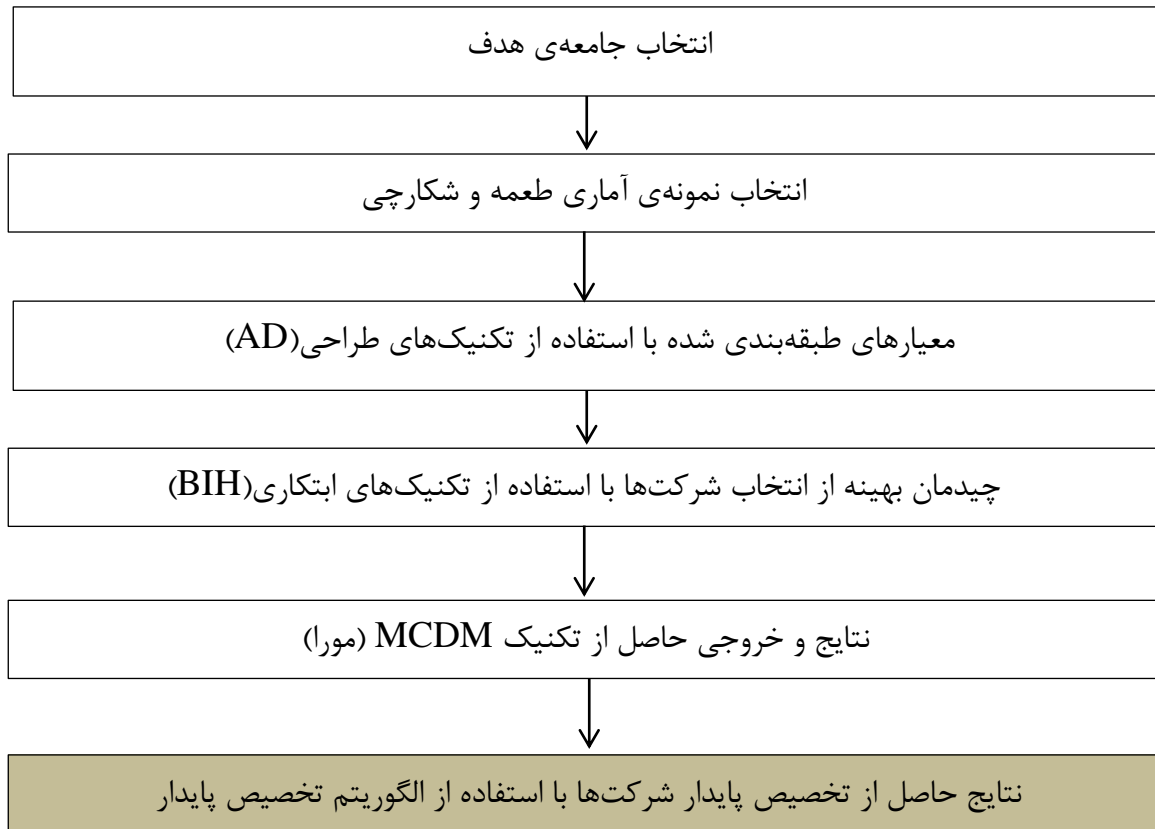 انتخاب جامعه‌ی هدف
انتخاب نمونه‌ی آماری طعمه و شکارچی
معیارهای طبقه‌بندی شده با استفاده از تکنیک‌های طراحی(AD)
چیدمان بهینه از انتخاب شرکت‌ها با استفاده از تکنیک‌های ابتکاری(BIH)
نتایج و خروجی حاصل از تکنیک MCDM (مورا)
نتایج حاصل از تخصیص پایدار شرکت‌ها با استفاده از الگوریتم تخصیص پایدار